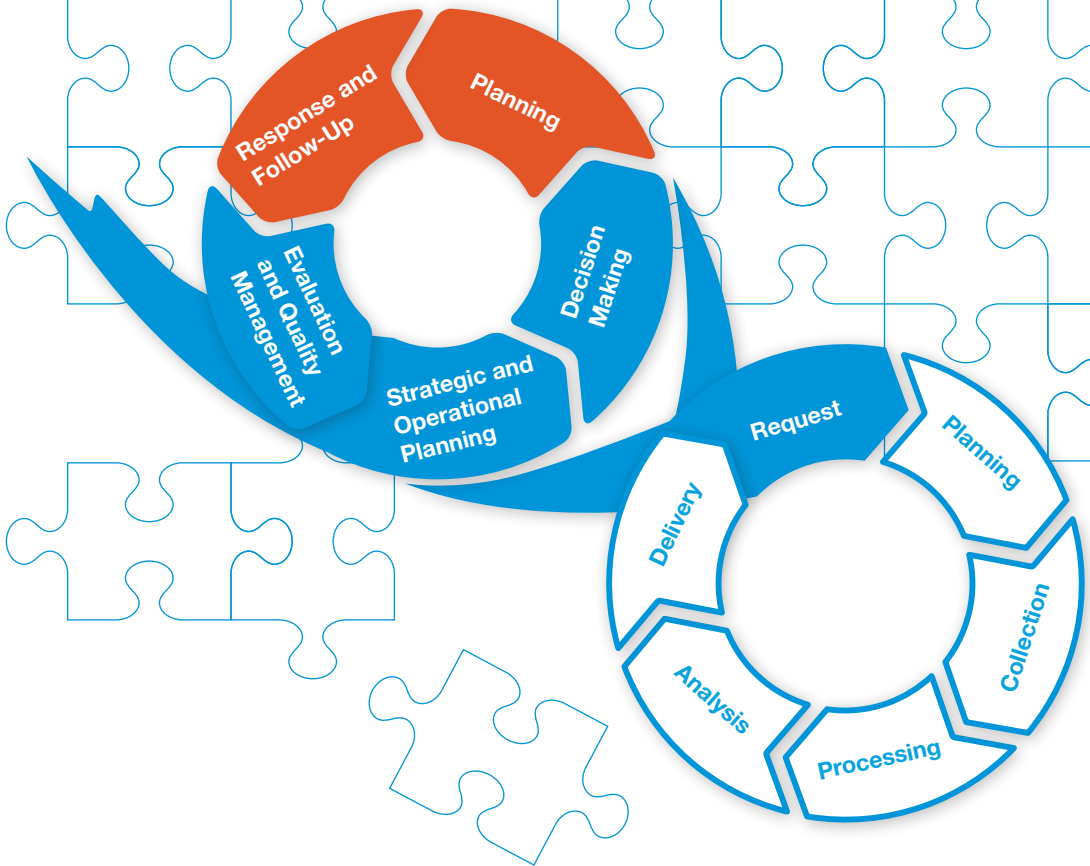 Response and
Follow-Up
Planning
Decision
Making
Strategic and
Operational
Planning
Evaluation
and Quality
Management
Request
Planning
Collection
Processing
Analysis
Delivery